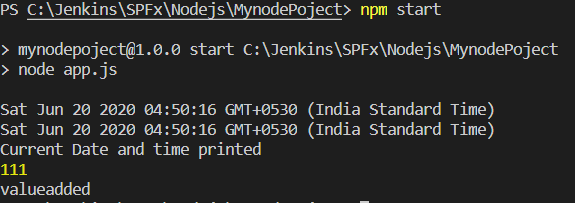 PS C:\Jenkins\SPFx\Nodejs\MynodePoject> npm start
> mynodepoject@1.0.0 start C:\Jenkins\SPFx\Nodejs\MynodePoject
> node app.js
Sat Jun 20 2020 04:50:16 GMT+0530 (India Standard Time)
Sat Jun 20 2020 04:50:16 GMT+0530 (India Standard Time)
Current Date and time printed
111
valueadded